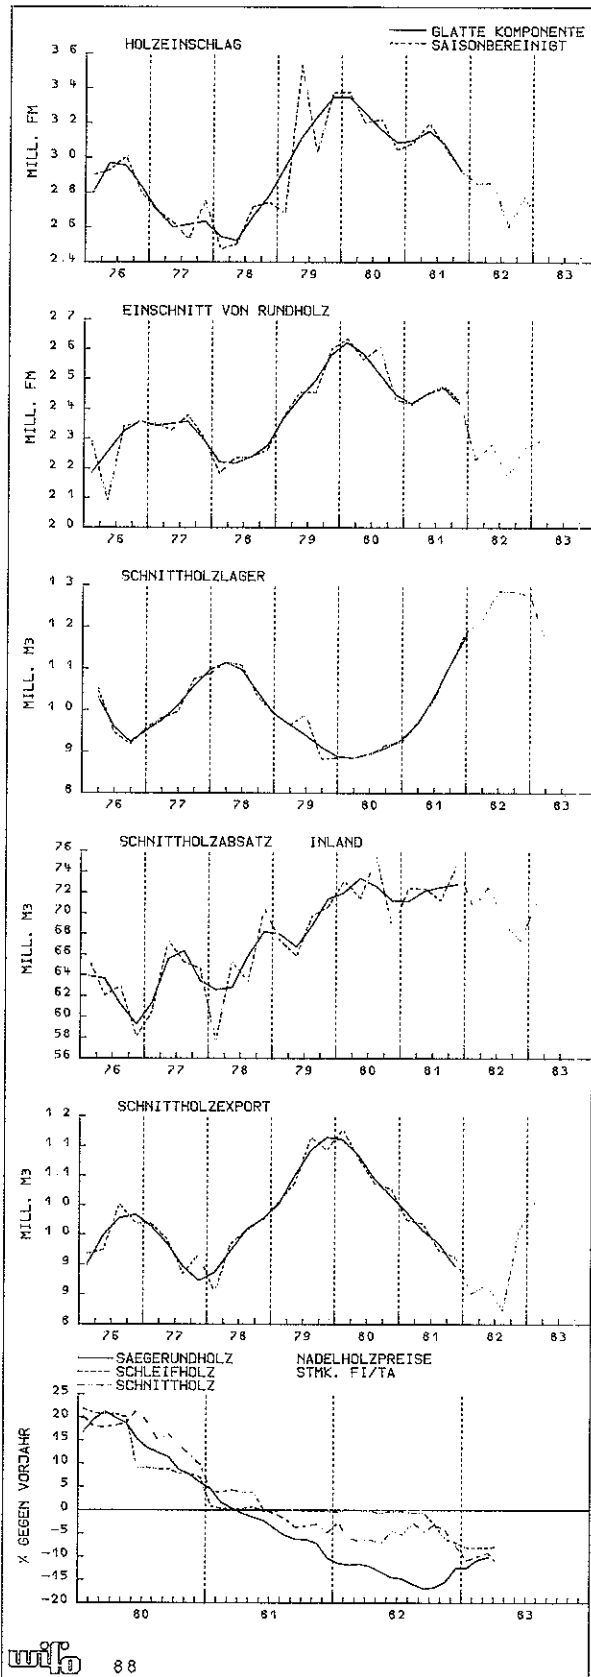 HOLZEINSCHLAG
GLATTE KOMPONENTE
SAISONBEREINIGT
MILL. FM
3 6
3 4
3 2
3 0
2 8
2 6
2 4
76 77 78 79 80 81 82 83
EINSCHNITT VON RUNDHOLZ
MILL. FM
2 7
2 6
2 5
2 4
2 3
2 2
2 1
2 0
76 77 78 79 80 81 82 83
SCHNITTHOLZLAGER
MILL. M3
1 3
1 2
1 1
1 0
9
8
76 77 78 79 80 81 82 83
SCHNITTHOLZABSATZ INLAND
MILL. M3
76
74
72
70
68
66
64
62
60
58
56
76 77 78 79 80 81 82 83
SCHNITTHOLZEXPORT
MILL. M3
1 2
1 1
1 1
1 0
1 0
9
9
8
76 77 78 79 80 81 82 83
SAEGERUNDHOLZ
SCHLEIFHOLZ
SCHNITTHOLZ
NADELHOLZPREISE
STMK. FI/TA
% GEGEN VORJAHR
25
20
15
10
5
0
-5
-10
-15
-20
80 81 82 83
wifo 88